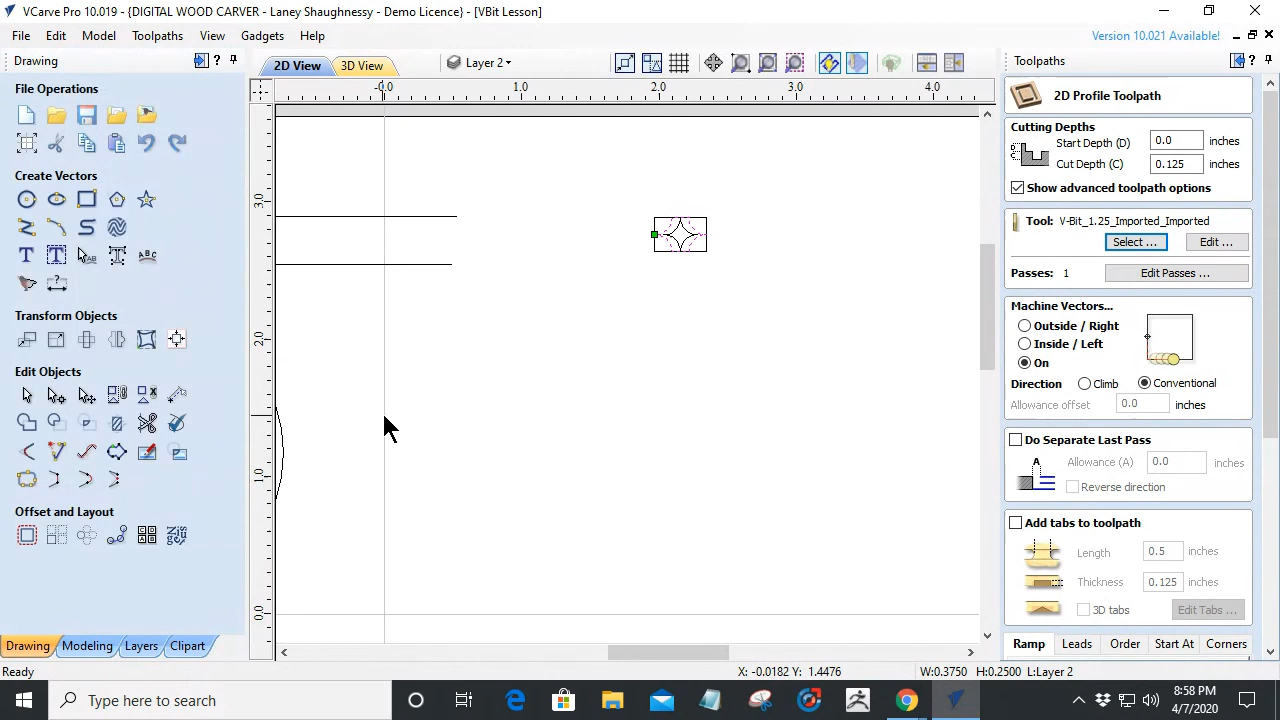 VCarve Pro 10.019 - {DIGITAL WOOD CARVER - Laney Shaughnessy - Demo Licence} - [VBit Lesson]
File Edit Model Toolpaths View Gadgets Help Version 10.021 Available!
Drawing
2D View 3D View Layer 2
Toolpaths
File Operations
Create Vectors
Transform Objects
Edit Objects
Offset and Layout
Drawing Modeling Layers Clipart
-0.0 1.0 2.0 3.0 4.0
3.0
2.0
1.0
0.0
2D Profile Toolpath
Cutting Depths
Start Depth (D) 0.0 inches
Cut Depth (C) 0.125 inches
Show advanced toolpath options
Tool: V-Bit_1.25_Imported_Imported
Select ... Edit ...
Passes: 1 Edit Passes ...
Machine Vectors...
Outside / Right
Inside / Left
On
Direction Climb Conventional
Allowance offset 0.0 inches
Do Separate Last Pass
Allowance (A) 0.0 inches
Reverse direction
Add tabs to toolpath
Length 0.5 inches
Thickness 0.125 inches
3D tabs Edit Tabs ...
Ramp Leads Order Start At Corners
Ready X: -0.0182 Y: 1.4476 W:0.3750 H:0.2500 L:Layer 2
Type here to search
8:58 PM
4/7/2020